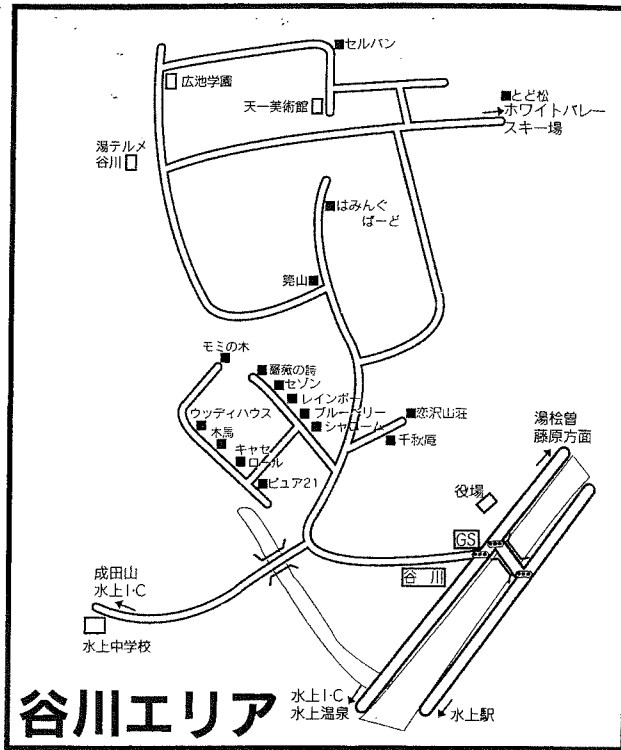 セルバン
広池学園
天一美術館
とど松
ホワイトバレー
スキー場
湯テルメ
谷川
はみんぐ
ばーど
篼山
モミの木
薔薇の詩
セゾン
レインボー
ブルーベリー
シャローム
ウッディハウス
木馬
キャセ
ロール
ピュア21
恋沢山荘
千秋庵
湯桧曽
藤原方面
役場
GS
谷川
成田山
水上I・C
水上中学校
水上I・C
水上温泉
水上駅
谷川エリア